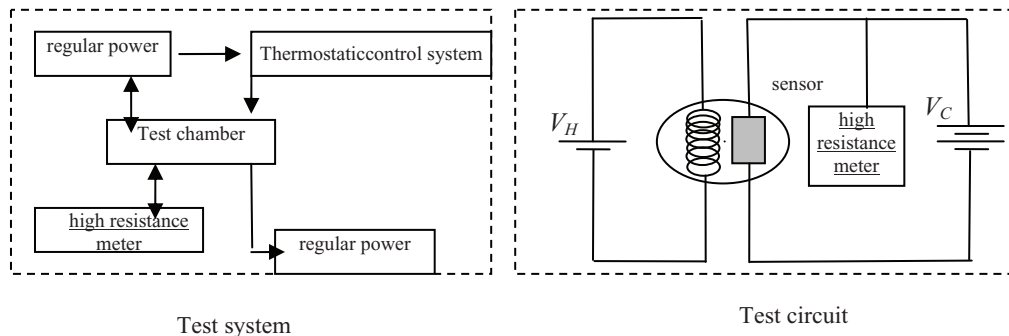 regular power
Thermostaticcontrol system
Test chamber
high resistance
meter
regular power
Test system
sensor
V_H
high
resistance
meter
V_C
Test circuit